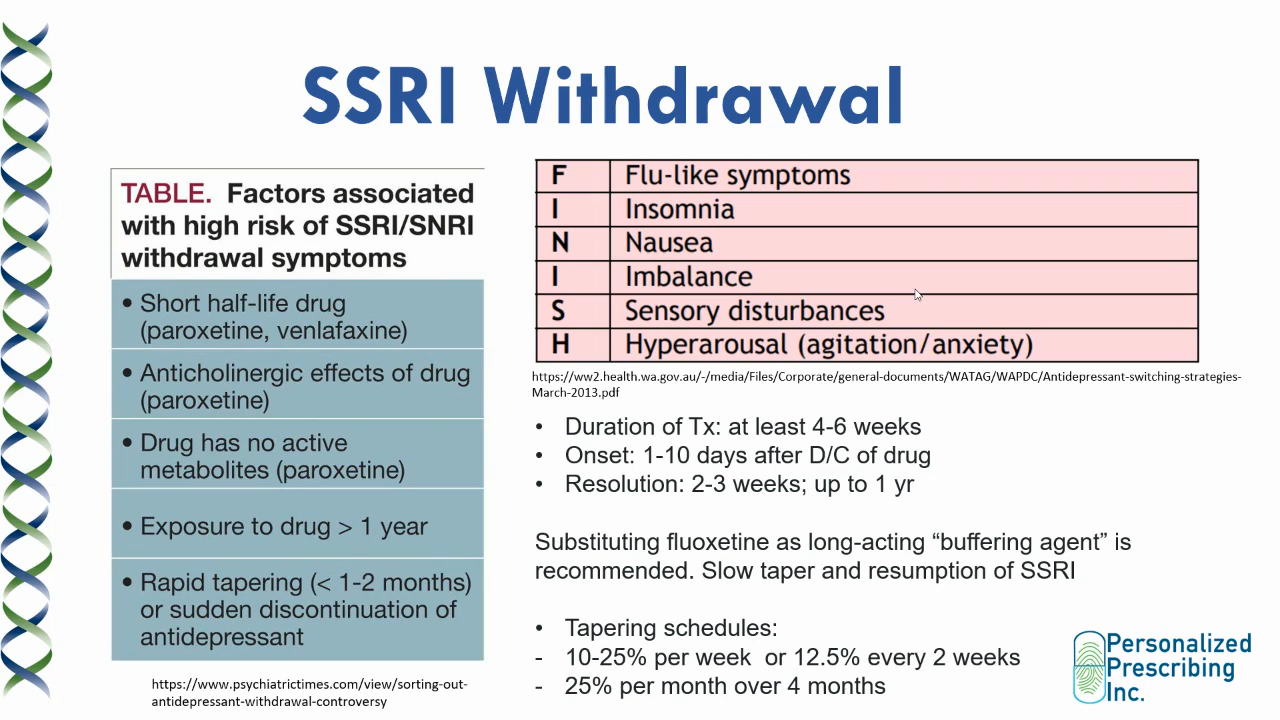 SSRI Withdrawal
TABLE. Factors associated
with high risk of SSRI/SNRI
withdrawal symptoms
• Short half-life drug
(paroxetine, venlafaxine)
• Anticholinergic effects of drug
(paroxetine)
• Drug has no active
metabolites (paroxetine)
• Exposure to drug > 1 year
• Rapid tapering (< 1-2 months)
or sudden discontinuation of
antidepressant
https://www.psychiatrictimes.com/view/sorting-out-
antidepressant-withdrawal-controversy
F Flu-like symptoms
I Insomnia
N Nausea
I Imbalance
S Sensory disturbances
H Hyperarousal (agitation/anxiety)
https://ww2.health.wa.gov.au/-/media/Files/Corporate/general-documents/WATAG/WAPDC/Antidepressant-switching-strategies-
March-2013.pdf
• Duration of Tx: at least 4-6 weeks
• Onset: 1-10 days after D/C of drug
• Resolution: 2-3 weeks; up to 1 yr
Substituting fluoxetine as long-acting “buffering agent” is
recommended. Slow taper and resumption of SSRI
• Tapering schedules:
- 10-25% per week or 12.5% every 2 weeks
- 25% per month over 4 months
Personalized
Prescribing
Inc.